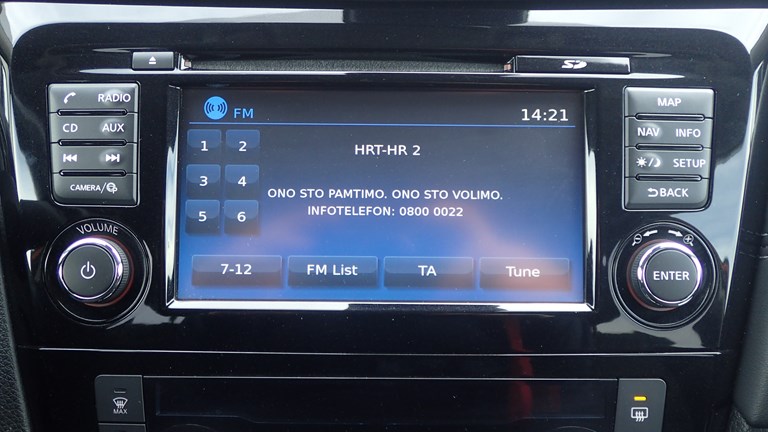 SD
RADIO
CD AUX
CAMERA/
VOLUME
FM
14:21
1 2
3 4
5 6
HRT-HR 2
ONO STO PAMTIMO. ONO STO VOLIMO.
INFOTELEFON: 0800 0022
7-12
FM List
TA
Tune
MAP
NAV INFO
SETUP
BACK
ENTER
MAX